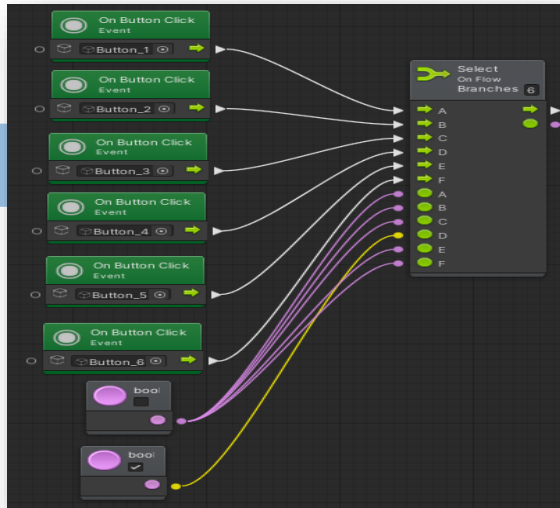 On Button Click
Event
Button_1
On Button Click
Event
Button_2
On Button Click
Event
Button_3
On Button Click
Event
Button_4
On Button Click
Event
Button_5
On Button Click
Event
Button_6
bool
bool
Select
On Flow
Branches 6
A
B
C
D
E
F
A
B
C
D
E
F